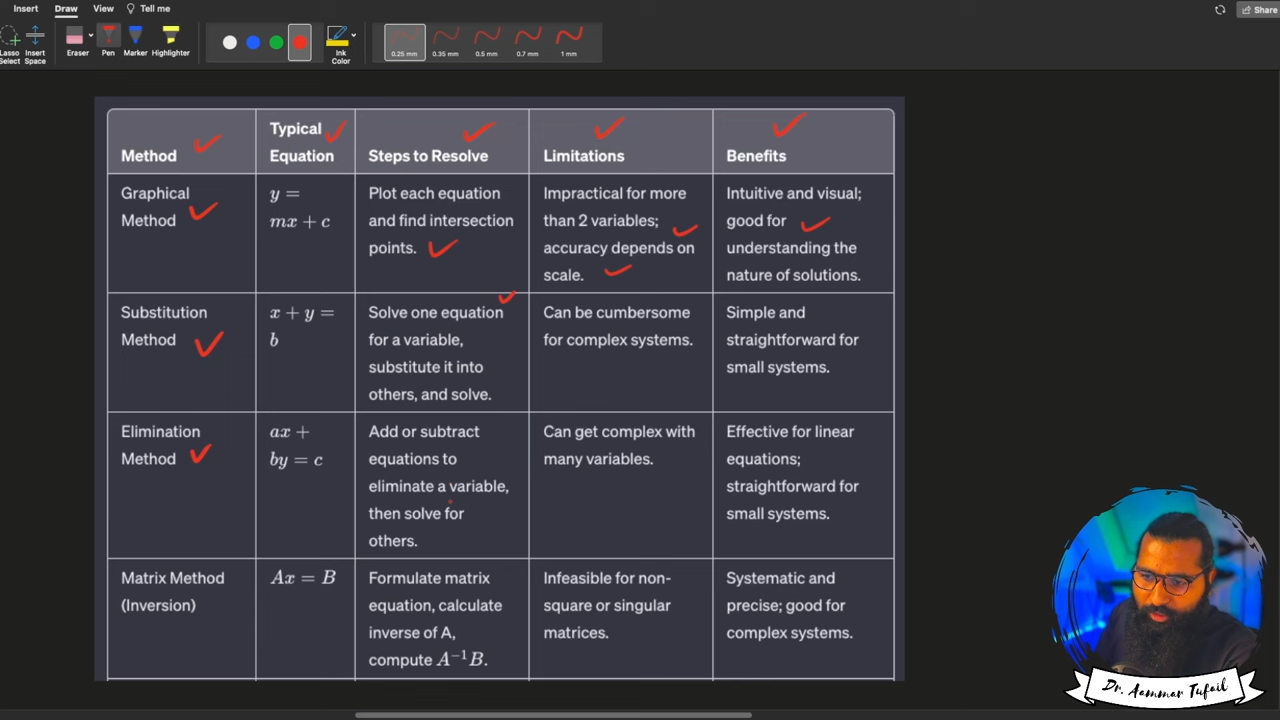 Insert Draw View Tell me Share
Lasso Select Insert Space Eraser Pen Marker Highlighter Ink Color 0.25 mm 0.35 mm 0.5 mm 0.7 mm 1 mm
Method
Typical
Equation
Steps to Resolve
Limitations
Benefits
Graphical
Method
y =
mx + c
Plot each equation
and find intersection
points.
Impractical for more
than 2 variables;
accuracy depends on
scale.
Intuitive and visual;
good for
understanding the
nature of solutions.
Substitution
Method
x + y =
b
Solve one equation
for a variable,
substitute it into
others, and solve.
Can be cumbersome
for complex systems.
Simple and
straightforward for
small systems.
Elimination
Method
ax +
by = c
Add or subtract
equations to
eliminate a variable,
then solve for
others.
Can get complex with
many variables.
Effective for linear
equations;
straightforward for
small systems.
Matrix Method
(Inversion)
Ax = B
Formulate matrix
equation, calculate
inverse of A,
compute A⁻¹B.
Infeasible for non-
square or singular
matrices.
Systematic and
precise; good for
complex systems.
Dr. Aammar Tufail